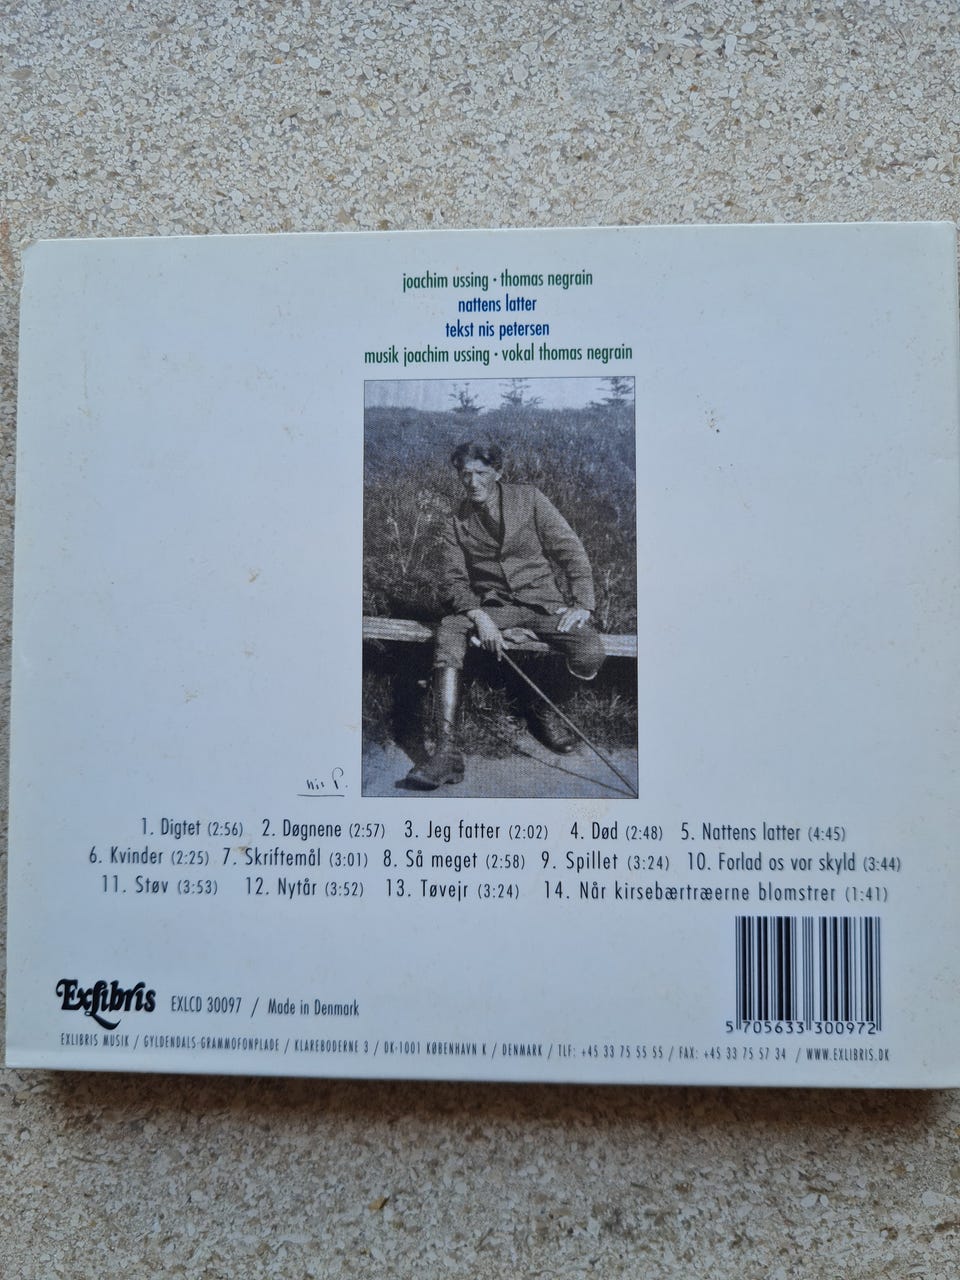 joachim ussing · thomas negrain
nattens latter
tekst nis petersen
musik joachim ussing · vokal thomas negrain
nis P.
1. Digtet (2:56) 2. Døgnene (2:57) 3. Jeg fatter (2:02) 4. Død (2:48) 5. Nattens latter (4:45)
6. Kvinder (2:25) 7. Skriftemål (3:01) 8. Så meget (2:58) 9. Spillet (3:24) 10. Forlad os vor skyld (3:44)
11. Støv (3:53) 12. Nytår (3:52) 13. Tøvejr (3:24) 14. Når kirsebærtræerne blomstrer (1:41)
5 705633 300972
Exlibris EXLCD 30097 / Made in Denmark
EXLIBRIS MUSIK / GYLDENDALS-GRAMMOFONPLADE / KLAREBODERNE 3 / DK-1001 KØBENHAVN K / DENMARK / TLF: +45 33 75 55 55 / FAX: +45 33 75 57 34 / WWW.EXLIBRIS.DK